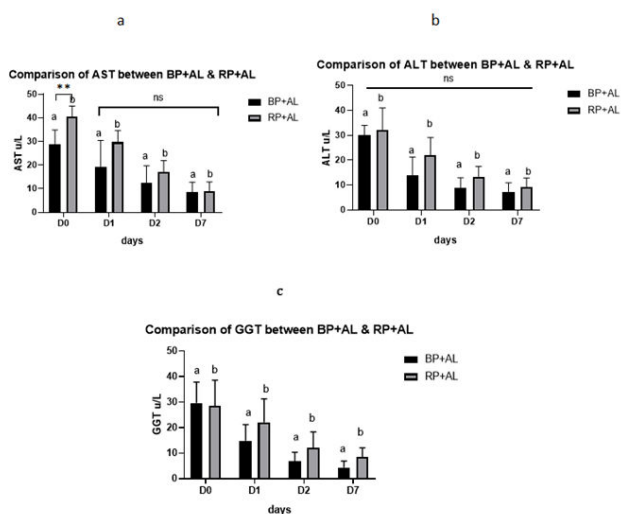 a
Comparison of AST between BP+AL & RP+AL
50
40
30
20
10
0
AST u/L
**
ns
a b
a b
a b
a b
D0 D1 D2 D7
days
BP+AL
RP+AL
b
Comparison of ALT between BP+AL & RP+AL
50
40
30
20
10
0
ALT u/L
ns
a b
a b
a b
a b
D0 D1 D2 D7
days
BP+AL
RP+AL
c
Comparison of GGT between BP+AL & RP+AL
50
40
30
20
10
0
GGT u/L
a b
a b
a b
a b
D0 D1 D2 D7
days
BP+AL
RP+AL